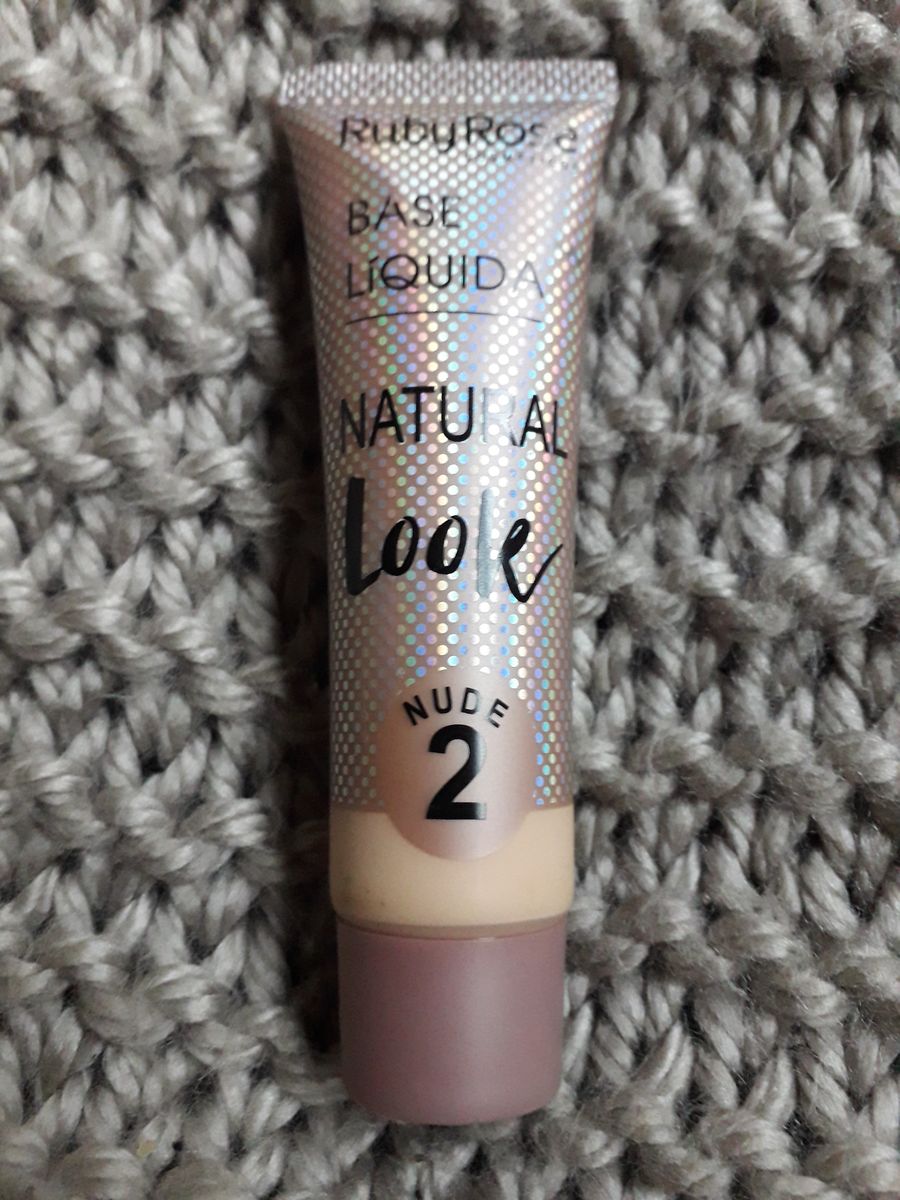 RubyRose
BASE
LíQUIDA
NATURAL
Look
NUDE
2